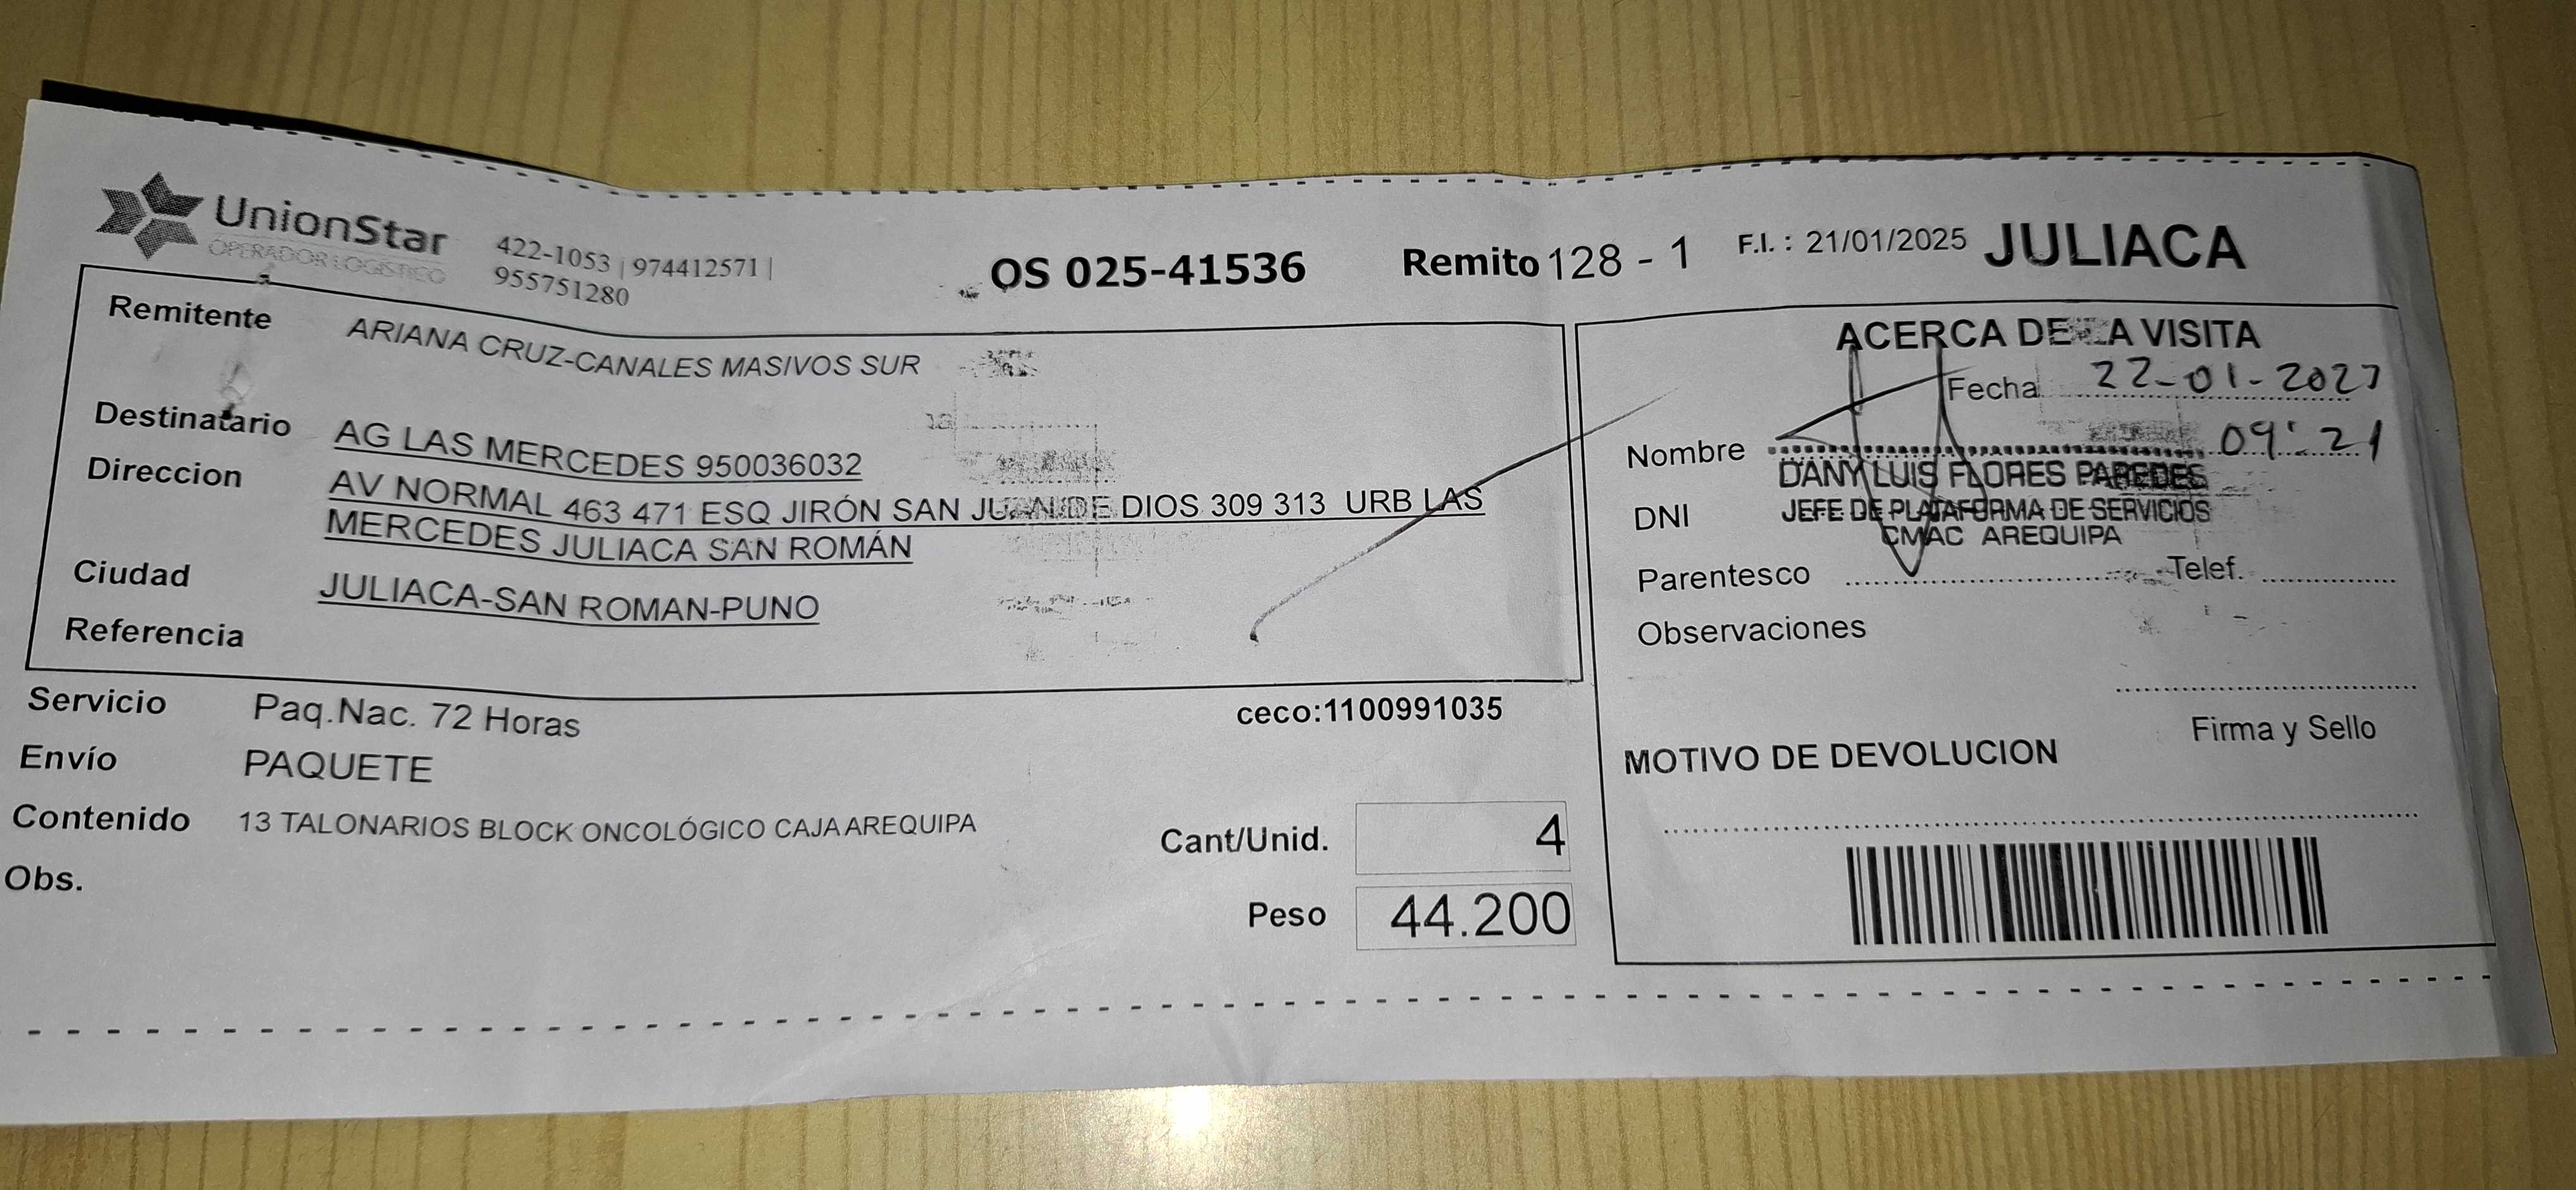 UnionStar
OPERADOR LOGÍSTICO
422-1053 | 974412571 |
955751280
OS 025-41536
Remito 128 - 1
F.I. : 21/01/2025
JULIACA
Remitente ARIANA CRUZ-CANALES MASIVOS SUR
Destinatario AG LAS MERCEDES 950036032
Direccion AV NORMAL 463 471 ESQ JIRÓN SAN JUAN DE DIOS 309 313 URB LAS
MERCEDES JULIACA SAN ROMÁN
Ciudad JULIACA-SAN ROMAN-PUNO
Referencia
Servicio Paq.Nac. 72 Horas
ceco:1100991035
Envío PAQUETE
Contenido 13 TALONARIOS BLOCK ONCOLÓGICO CAJA AREQUIPA
Cant/Unid. 4
Obs.
Peso 44.200
ACERCA DE LA VISITA
Fecha 22-01-2027
Nombre 09:21
DANY LUIS FLORES PAREDES
DNI JEFE DE PLATAFORMA DE SERVICIOS
CMAC AREQUIPA
Parentesco Telef.
Observaciones
Firma y Sello
MOTIVO DE DEVOLUCION